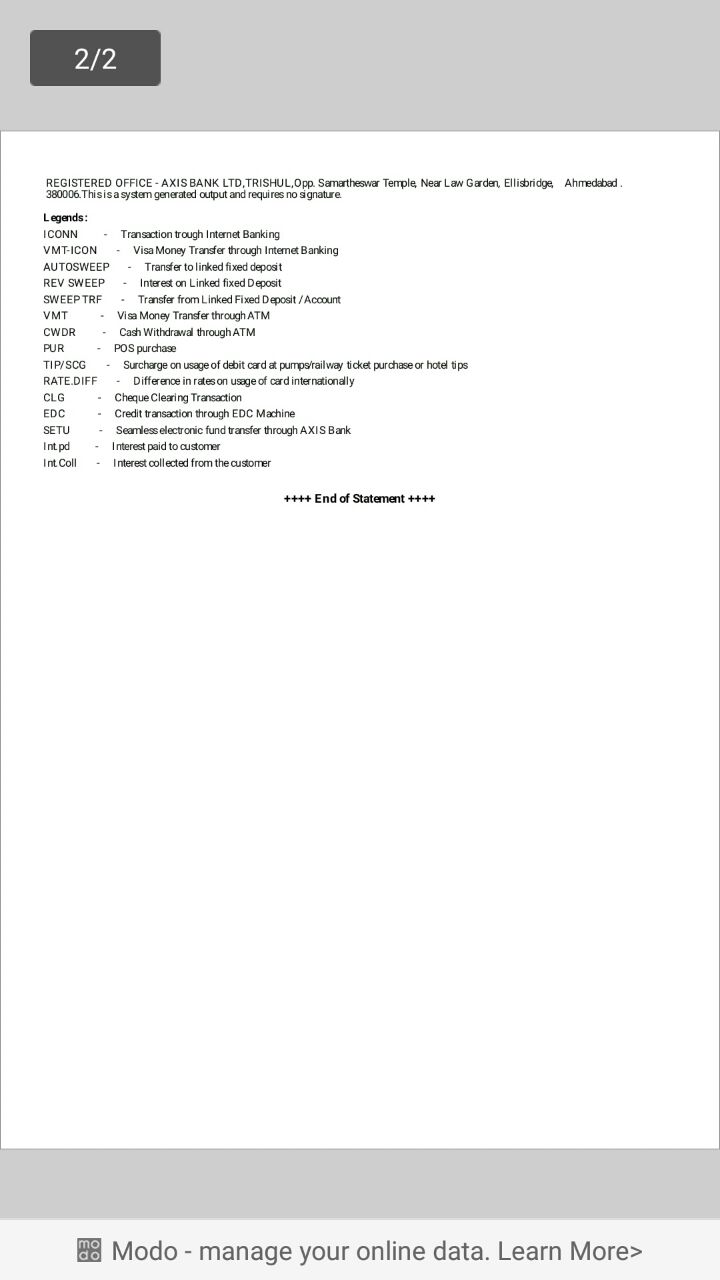 2/2
REGISTERED OFFICE - AXIS BANK LTD,TRISHUL,Opp. Samartheswar Temple, Near Law Garden, Ellisbridge, Ahmedabad .
380006.This is a system generated output and requires no signature.
Legends :
ICONN - Transaction trough Internet Banking
VMT-ICON - Visa Money Transfer through Internet Banking
AUTOSWEEP - Transfer to linked fixed deposit
REV SWEEP - Interest on Linked fixed Deposit
SWEEP TRF - Transfer from Linked Fixed Deposit / Account
VMT - Visa Money Transfer through ATM
CWDR - Cash Withdrawal through ATM
PUR - POS purchase
TIP/SCG - Surcharge on usage of debit card at pumps/railway ticket purchase or hotel tips
RATE.DIFF - Difference in rates on usage of card internationally
CLG - Cheque Clearing Transaction
EDC - Credit transaction through EDC Machine
SETU - Seamless electronic fund transfer through AXIS Bank
Int.pd - Interest paid to customer
Int.Coll - Interest collected from the customer
++++ End of Statement ++++
modo Modo - manage your online data. Learn More>